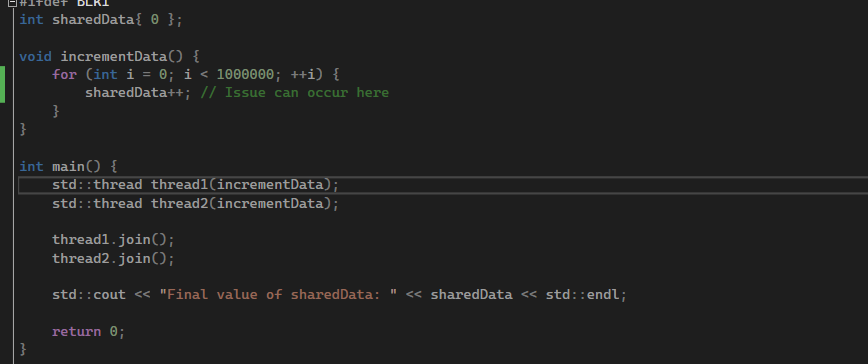 #ifdef BLK1
int sharedData{ 0 };
void incrementData() {
for (int i = 0; i < 1000000; ++i) {
sharedData++; // Issue can occur here
}
}
int main() {
std::thread thread1(incrementData);
std::thread thread2(incrementData);
thread1.join();
thread2.join();
std::cout << "Final value of sharedData: " << sharedData << std::endl;
return 0;
}